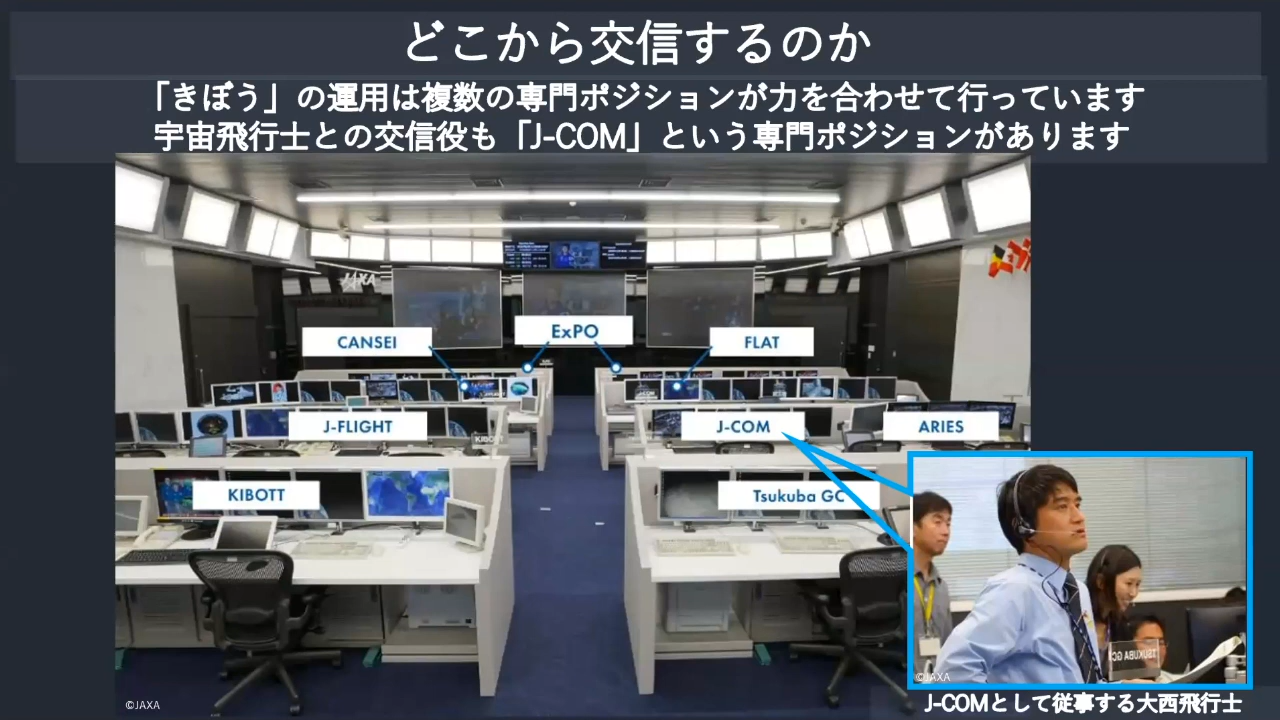 どこから交信するのか
「きぼう」の運用は複数の専門ポジションが力を合わせて行っています
宇宙飛行士との交信役も「J-COM」という専門ポジションがあります
JAXA
CANSEI
ExPO
FLAT
J-FLIGHT
J-COM
ARIES
KIBOTT
Tsukuba GC
TSUKUBA GC
©JAXA
©JAXA
J-COMとして従事する大西飛行士